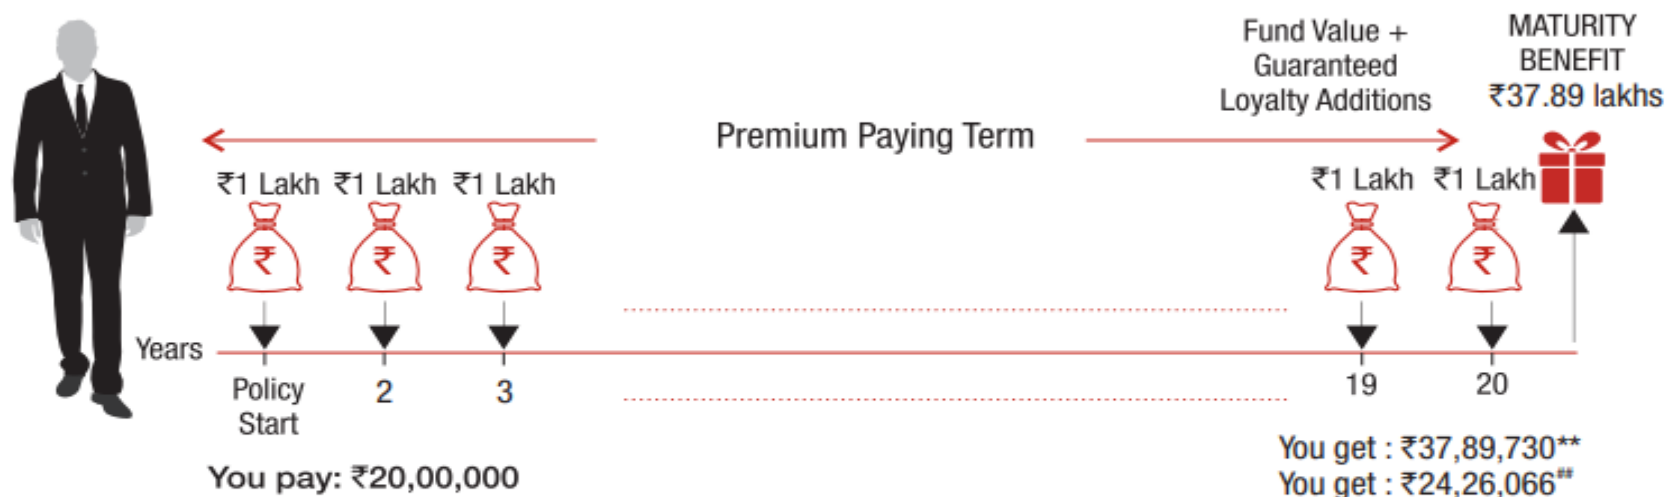 Fund Value +
Guaranteed
Loyalty Additions
MATURITY
BENEFIT
₹37.89 lakhs
Premium Paying Term
₹1 Lakh ₹1 Lakh ₹1 Lakh ₹1 Lakh ₹1 Lakh
₹ ₹ ₹ ₹ ₹
Years
Policy
Start
2 3 19 20
You pay: ₹20,00,000
You get : ₹37,89,730**
You get : ₹24,26,066##